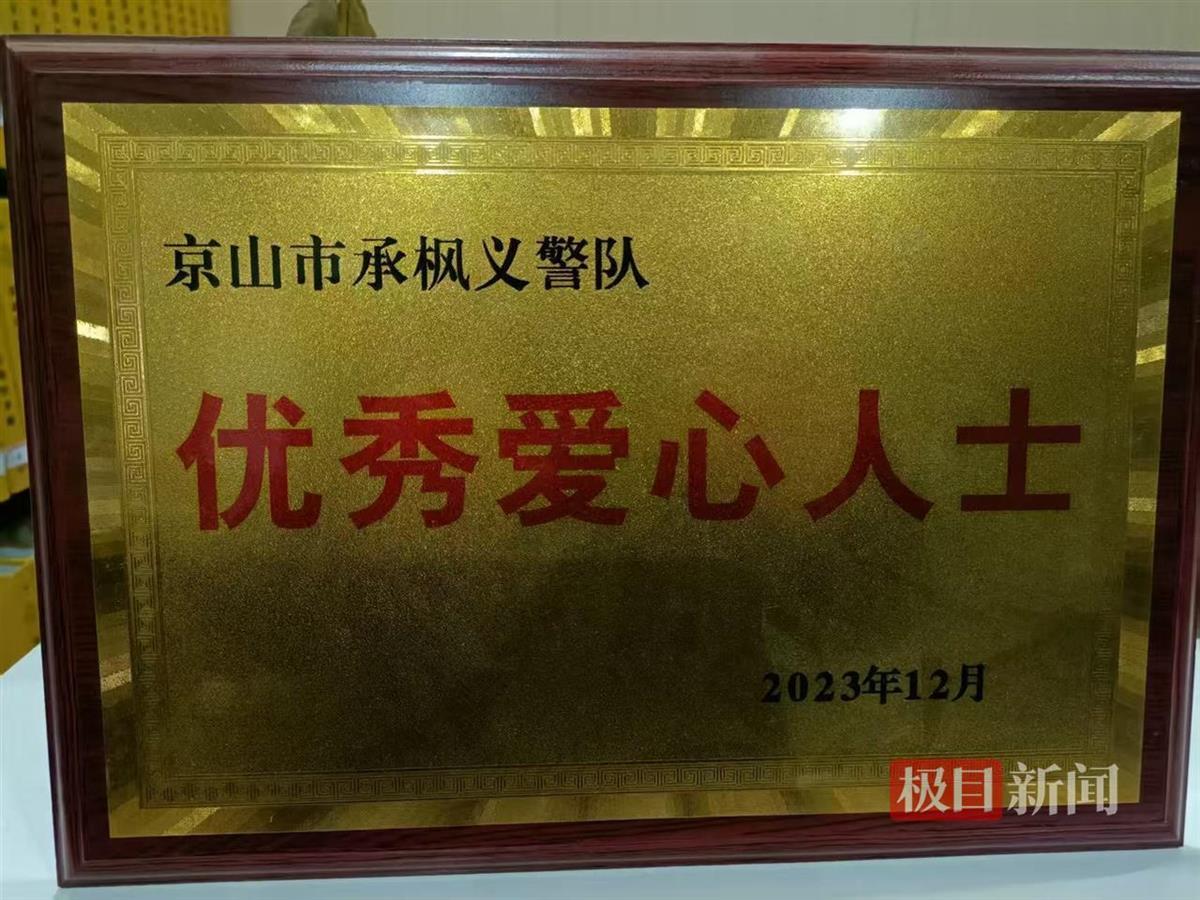 京山市承枫义警队
优秀爱心人士
2023年12月
极目新闻